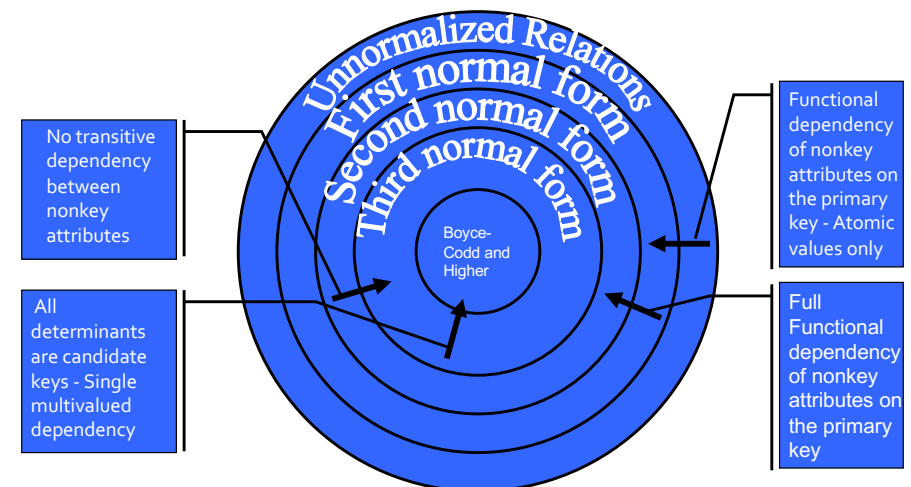 Unnormalized Relations
First normal form
Second normal form
Third normal form
Boyce-
Codd and
Higher
No transitive
dependency
between
nonkey
attributes
All
determinants
are candidate
keys - Single
multivalued
dependency
Functional
dependency
of nonkey
attributes on
the primary
key - Atomic
values only
Full
Functional
dependency
of nonkey
attributes on
the primary
key